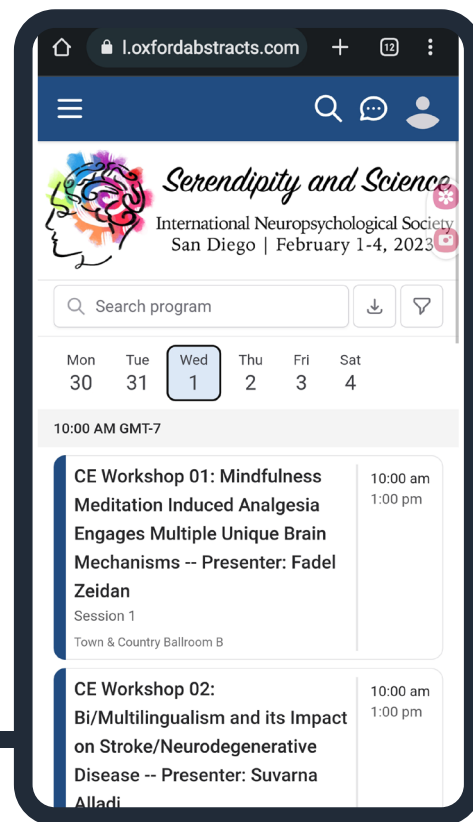 l.oxfordabstracts.com
12
Serendipity and Science
International Neuropsychological Society
San Diego | February 1-4, 2023
Search program
Mon Tue Wed Thu Fri Sat
30 31 1 2 3 4
10:00 AM GMT-7
CE Workshop 01: Mindfulness
Meditation Induced Analgesia
Engages Multiple Unique Brain
Mechanisms -- Presenter: Fadel
Zeidan
Session 1
Town & Country Ballroom B
10:00 am
1:00 pm
CE Workshop 02:
Bi/Multilingualism and its Impact
on Stroke/Neurodegenerative
Disease -- Presenter: Suvarna
Alladi
10:00 am
1:00 pm